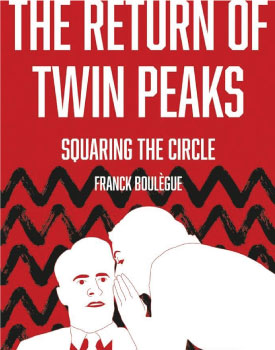 THE RETURN OF
TWIN PEAKS
SQUARING THE CIRCLE
FRANCK BOULÈGUE